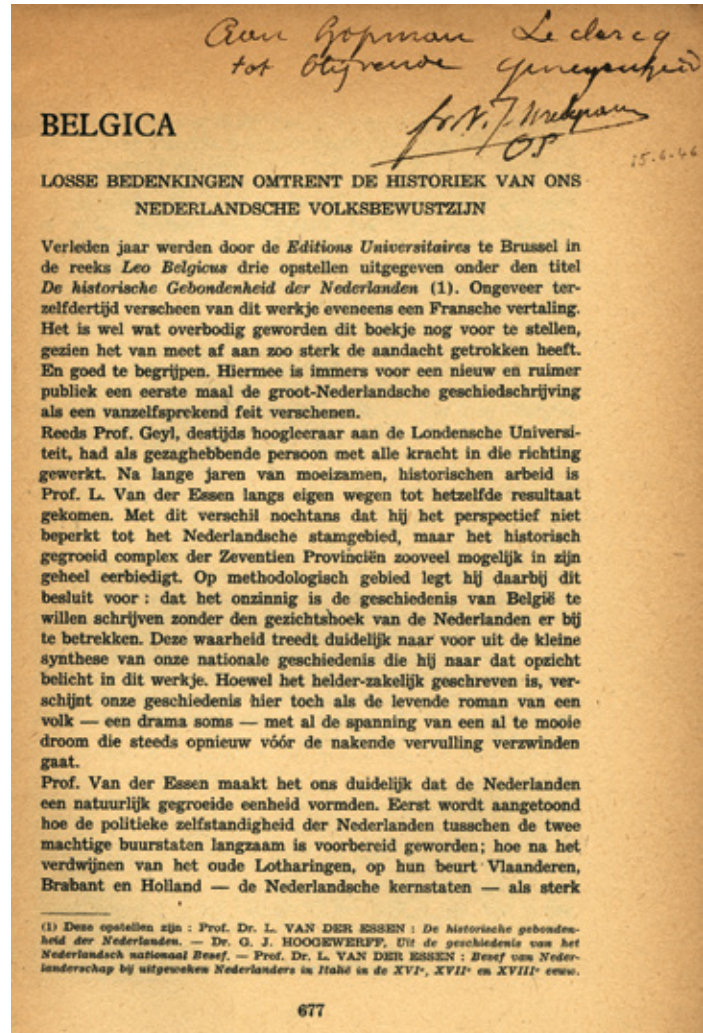 Aan Hopman Leclercq
tot blijvende genegenheid
fr. N. J.
OP
15-6-46
BELGICA
LOSSE BEDENKINGEN OMTRENT DE HISTORIEK VAN ONS
NEDERLANDSCHE VOLKSBEWUSTZIJN
Verleden jaar werden door de Editions Universitaires te Brussel in
de reeks Leo Belgicus drie opstellen uitgegeven onder den titel
De historische Gebondenheid der Nederlanden (1). Ongeveer ter-
zelfdertijd verscheen van dit werkje eveneens een Fransche vertaling.
Het is wel wat overbodig geworden dit boekje nog voor te stellen,
gezien het van meet af aan zoo sterk de aandacht getrokken heeft.
En goed te begrijpen. Hiermee is immers voor een nieuw en ruimer
publiek een eerste maal de groot-Nederlandsche geschiedschrijving
als een vanzelfsprekend feit verschenen.
Reeds Prof. Geyl, destijds hoogleeraar aan de Londensche Universi-
teit, had als gezaghebbende persoon met alle kracht in die richting
gewerkt. Na lange jaren van moeizamen, historischen arbeid is
Prof. L. Van der Essen langs eigen wegen tot hetzelfde resultaat
gekomen. Met dit verschil nochtans dat hij het perspectief niet
beperkt tot het Nederlandsche stamgebied, maar het historisch
gegroeid complex der Zeventien Provinciën zooveel mogelijk in zijn
geheel eerbiedigt. Op methodologisch gebied legt hij daarbij dit
besluit voor : dat het onzinnig is de geschiedenis van België te
willen schrijven zonder den gezichtshoek van de Nederlanden er bij
te betrekken. Deze waarheid treedt duidelijk naar voor uit de kleine
synthese van onze nationale geschiedenis die hij naar dat opzicht
belicht in dit werkje. Hoewel het helder-zakelijk geschreven is, ver-
schijnt onze geschiedenis hier toch als de levende roman van een
volk — een drama soms — met al de spanning van een al te mooie
droom die steeds opnieuw vóór de nakende vervulling verzwinden
gaat.
Prof. Van der Essen maakt het ons duidelijk dat de Nederlanden
een natuurlijk gegroeide eenheid vormden. Eerst wordt aangetoond
hoe de politieke zelfstandigheid der Nederlanden tusschen de twee
machtige buurstaten langzaam is voorbereid geworden; hoe na het
verdwijnen van het oude Lotharingen, op hun beurt Vlaanderen,
Brabant en Holland — de Nederlandsche kernstaten — als sterk
(1) Deze opstellen zijn : Prof. Dr. L. VAN DER ESSEN : De historische gebonden-
heid der Nederlanden. — Dr. G. J. HOOGEWERFF, Uit de geschiedenis van het
Nederlandsch nationaal Besef. — Prof. Dr. L. VAN DER ESSEN : Besef van Neder-
landerschap bij uitgeweken Nederlanders in Italië in de XVIe, XVIIe en XVIIIe eeuw.
677